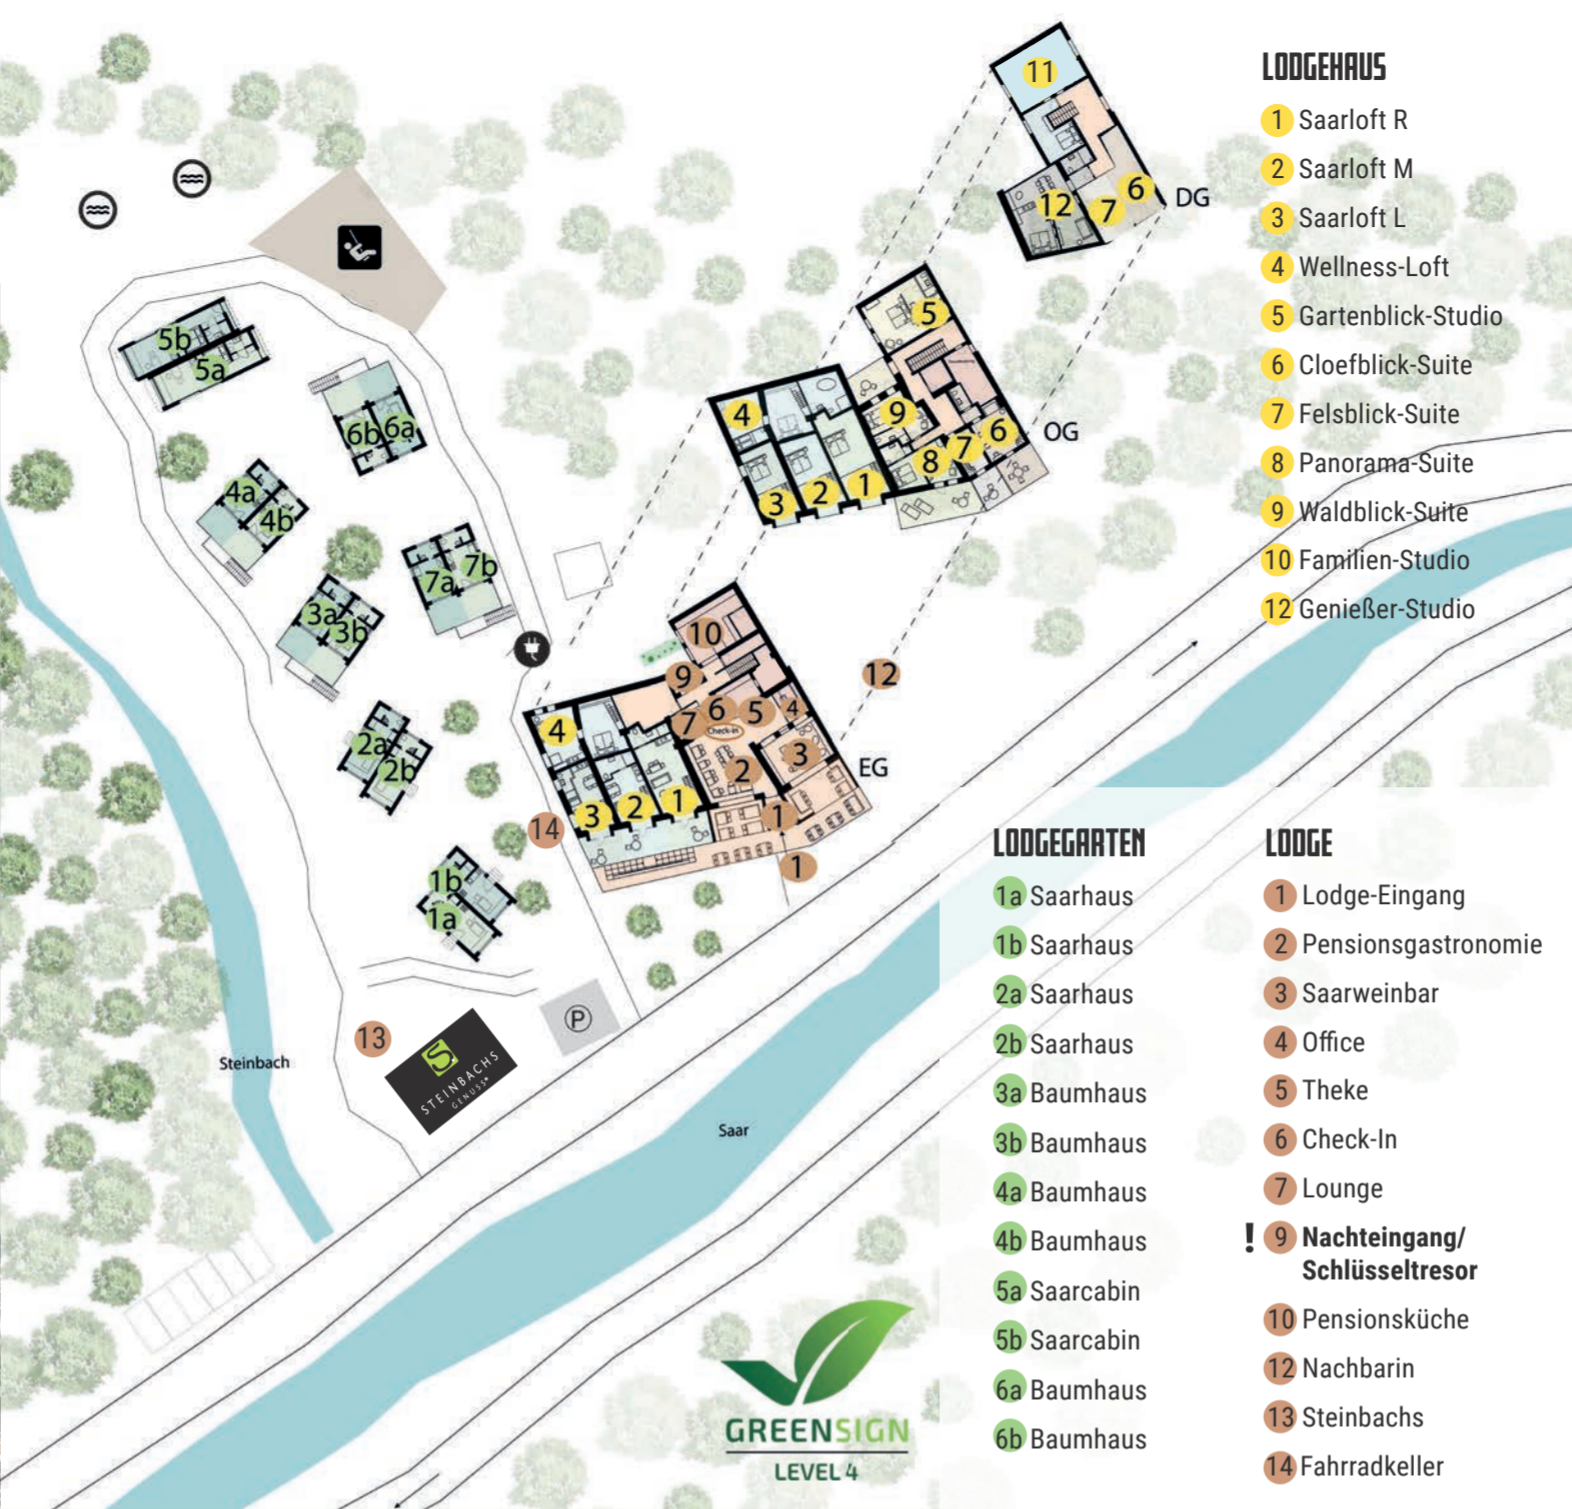 11
12
7
6
DG
5
9
4
8
7
6
OG
3
2
1
5b
5a
6b
6a
4a
4b
7a
7b
3a
3b
2a
2b
1b
1a
10
9
12
6
5
4
7
Check-in
4
3
2
EG
3
2
1
1
14
1
13
P
STEINBACHS
GENUSS
Steinbach
Saar
GREENSIGN
LEVEL 4
LODGEHAUS
1 Saarloft R
2 Saarloft M
3 Saarloft L
4 Wellness-Loft
5 Gartenblick-Studio
6 Cloefblick-Suite
7 Felsblick-Suite
8 Panorama-Suite
9 Waldblick-Suite
10 Familien-Studio
12 Genießer-Studio
LODGEGARTEN
1a Saarhaus
1b Saarhaus
2a Saarhaus
2b Saarhaus
3a Baumhaus
3b Baumhaus
4a Baumhaus
4b Baumhaus
5a Saarcabin
5b Saarcabin
6a Baumhaus
6b Baumhaus
LODGE
1 Lodge-Eingang
2 Pensionsgastronomie
3 Saarweinbar
4 Office
5 Theke
6 Check-In
7 Lounge
! 9 Nachteingang/
Schlüsseltresor
10 Pensionsküche
12 Nachbarin
13 Steinbachs
14 Fahrradkeller